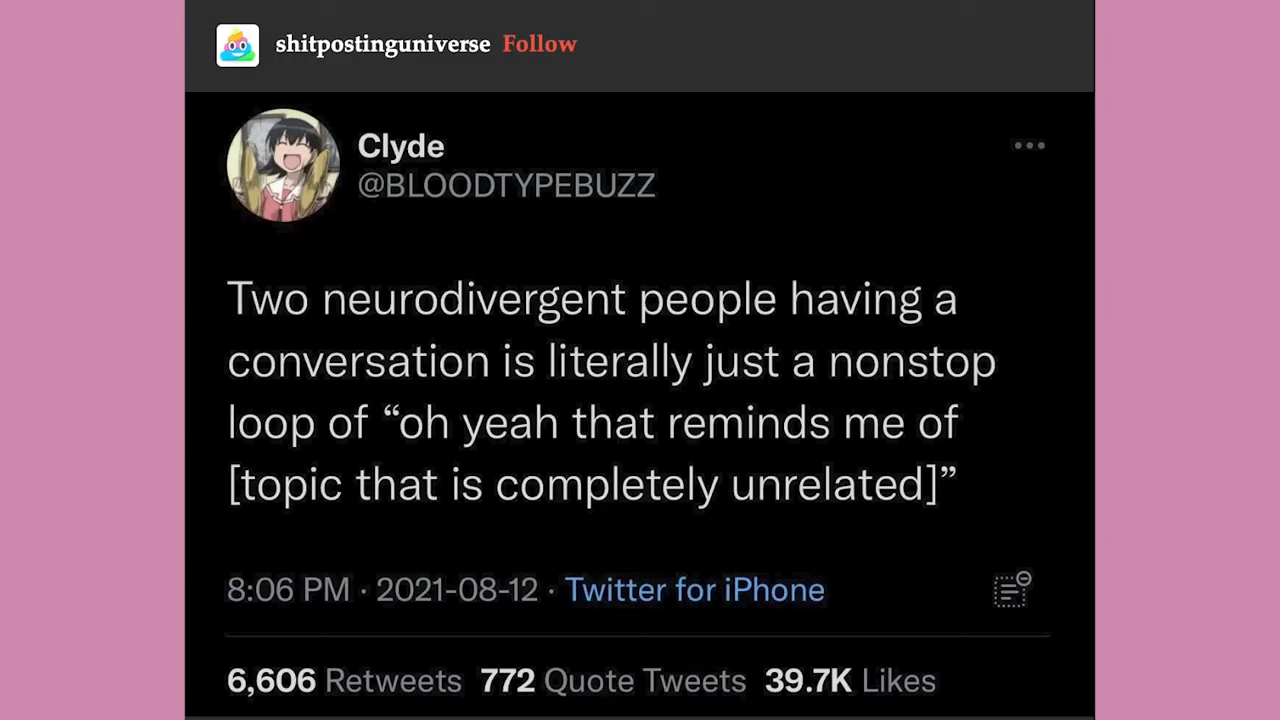 shitpostinguniverse Follow
Clyde
@BLOODTYPEBUZZ
Two neurodivergent people having a
conversation is literally just a nonstop
loop of “oh yeah that reminds me of
[topic that is completely unrelated]”
8:06 PM · 2021-08-12 · Twitter for iPhone
6,606 Retweets 772 Quote Tweets 39.7K Likes